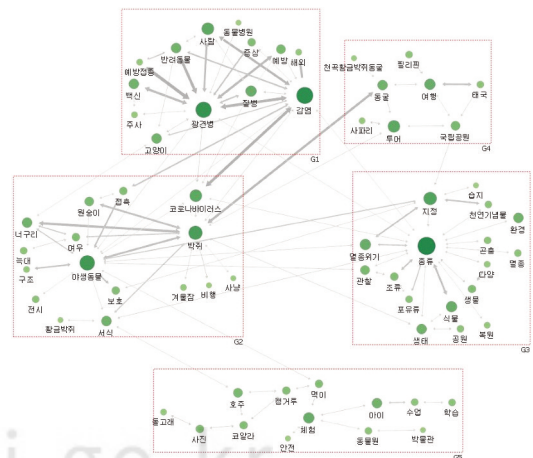 사람
동물병원
증상
반려동물
예방
해외
예방접종
백신
질병
감염
광견병
주사
고양이
G1
천곡황금박쥐동굴
필리핀
동굴
여행
태국
사파리
투어
국립공원
G4
접촉
원숭이
코로나바이러스
너구리
여우
박쥐
늑대
구조
야생동물
보호
겨울잠
비행
사냥
전시
황금박쥐
서식
G2
습지
지정
천연기념물
환경
멸종위기
종류
곤충
멸종
관찰
조류
다양
포유류
생물
식물
생태
공원
복원
G3
호주
캥거루
먹이
돌고래
사진
코알라
체험
안전
아이
수업
학습
동물원
박물관